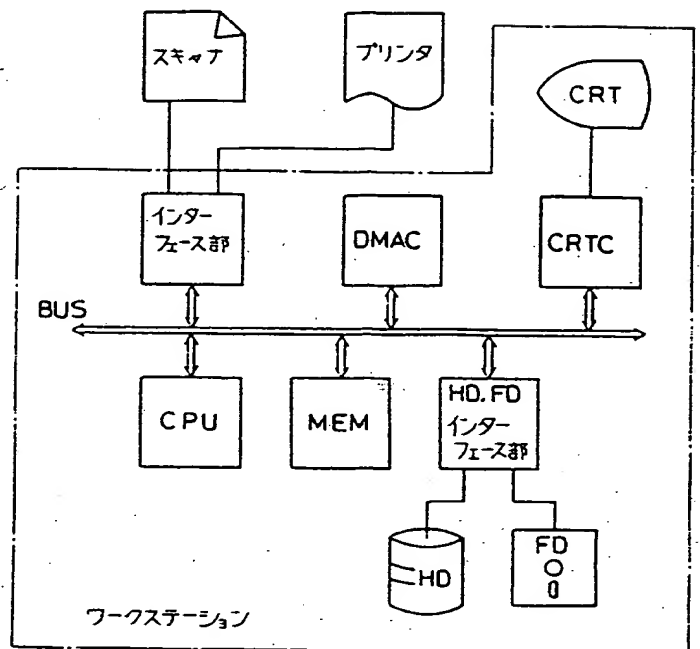 スキャナ
プリンタ
CRT
インター
フェース部
DMAC
CRTC
BUS
CPU
MEM
HD.FD
インター
フェース部
HD
FD
ワークステーション